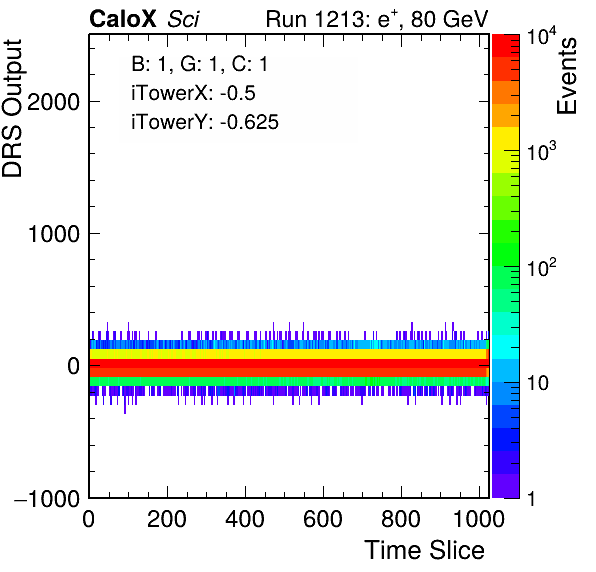 CaloX Sci Run 1213: e⁺, 80 GeV
B: 1, G: 1, C: 1
iTowerX: -0.5
iTowerY: -0.625
DRS Output
2000
1000
0
−1000
0 200 400 600 800 1000
Time Slice
Events
10⁴
10³
10²
10
1